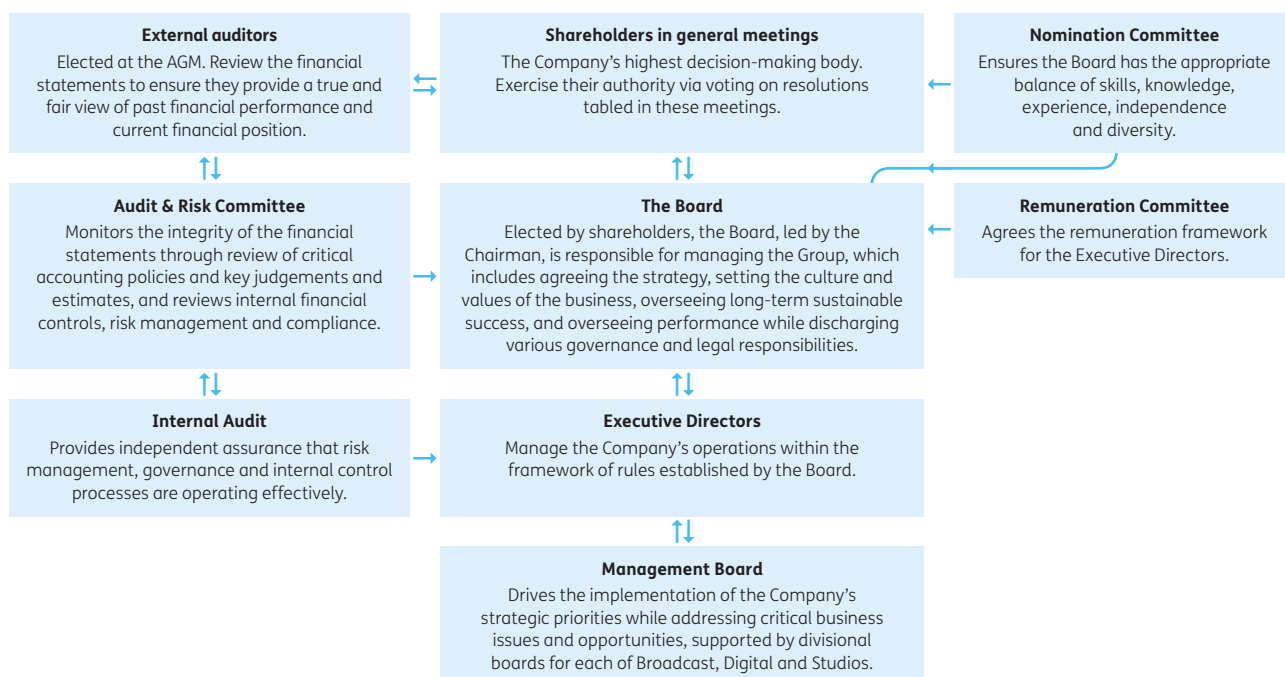 External auditors
Elected at the AGM. Review the financial
statements to ensure they provide a true and
fair view of past financial performance and
current financial position.
Shareholders in general meetings
The Company’s highest decision-making body.
Exercise their authority via voting on resolutions
tabled in these meetings.
Nomination Committee
Ensures the Board has the appropriate
balance of skills, knowledge,
experience, independence
and diversity.
Audit & Risk Committee
Monitors the integrity of the financial
statements through review of critical
accounting policies and key judgements and
estimates, and reviews internal financial
controls, risk management and compliance.
The Board
Elected by shareholders, the Board, led by the
Chairman, is responsible for managing the Group, which
includes agreeing the strategy, setting the culture and
values of the business, overseeing long-term sustainable
success, and overseeing performance while discharging
various governance and legal responsibilities.
Remuneration Committee
Agrees the remuneration framework
for the Executive Directors.
Internal Audit
Provides independent assurance that risk
management, governance and internal control
processes are operating effectively.
Executive Directors
Manage the Company’s operations within the
framework of rules established by the Board.
Management Board
Drives the implementation of the Company’s
strategic priorities while addressing critical business
issues and opportunities, supported by divisional
boards for each of Broadcast, Digital and Studios.